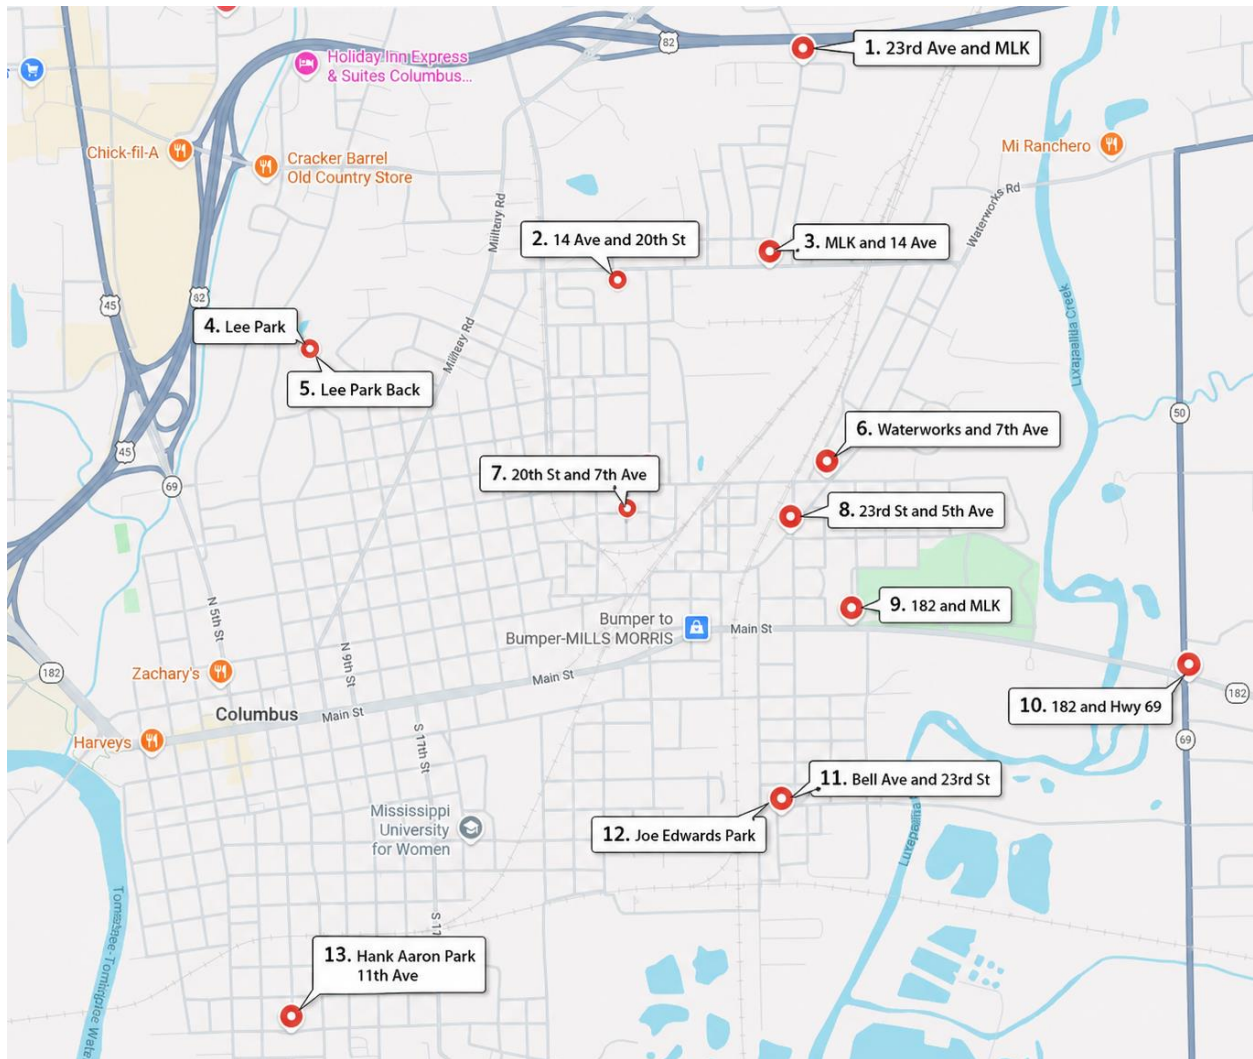 82
1. 23rd Ave and MLK
Holiday Inn Express
& Suites Columbus...
Chick-fil-A
Cracker Barrel
Old Country Store
Mi Ranchero
Military Rd
Waterworks Rd
2. 14 Ave and 20th St
3. MLK and 14 Ave
45
82
4. Lee Park
Military Rd
5. Lee Park Back
50
6. Waterworks and 7th Ave
45
69
7. 20th St and 7th Ave
8. 23rd St and 5th Ave
9. 182 and MLK
N 5th St
Bumper to
Bumper-MILLS MORRIS
Main St
N 9th St
182
Zachary's
Main St
10. 182 and Hwy 69
182
Columbus
Main St
Harveys
S 17th St
69
11. Bell Ave and 23rd St
12. Joe Edwards Park
Mississippi
University
for Women
S 17
13. Hank Aaron Park
11th Ave